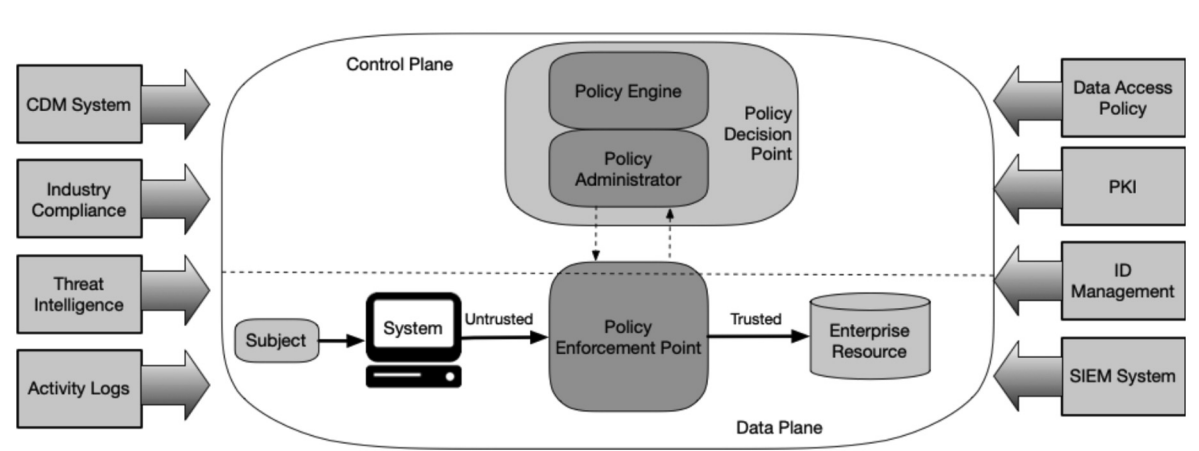 Control Plane
Policy Engine
Policy
Administrator
Policy
Decision
Point
CDM System
Industry
Compliance
Threat
Intelligence
Activity Logs
Subject
System
Untrusted
Policy
Enforcement Point
Trusted
Enterprise
Resource
Data Plane
Data Access
Policy
PKI
ID
Management
SIEM System